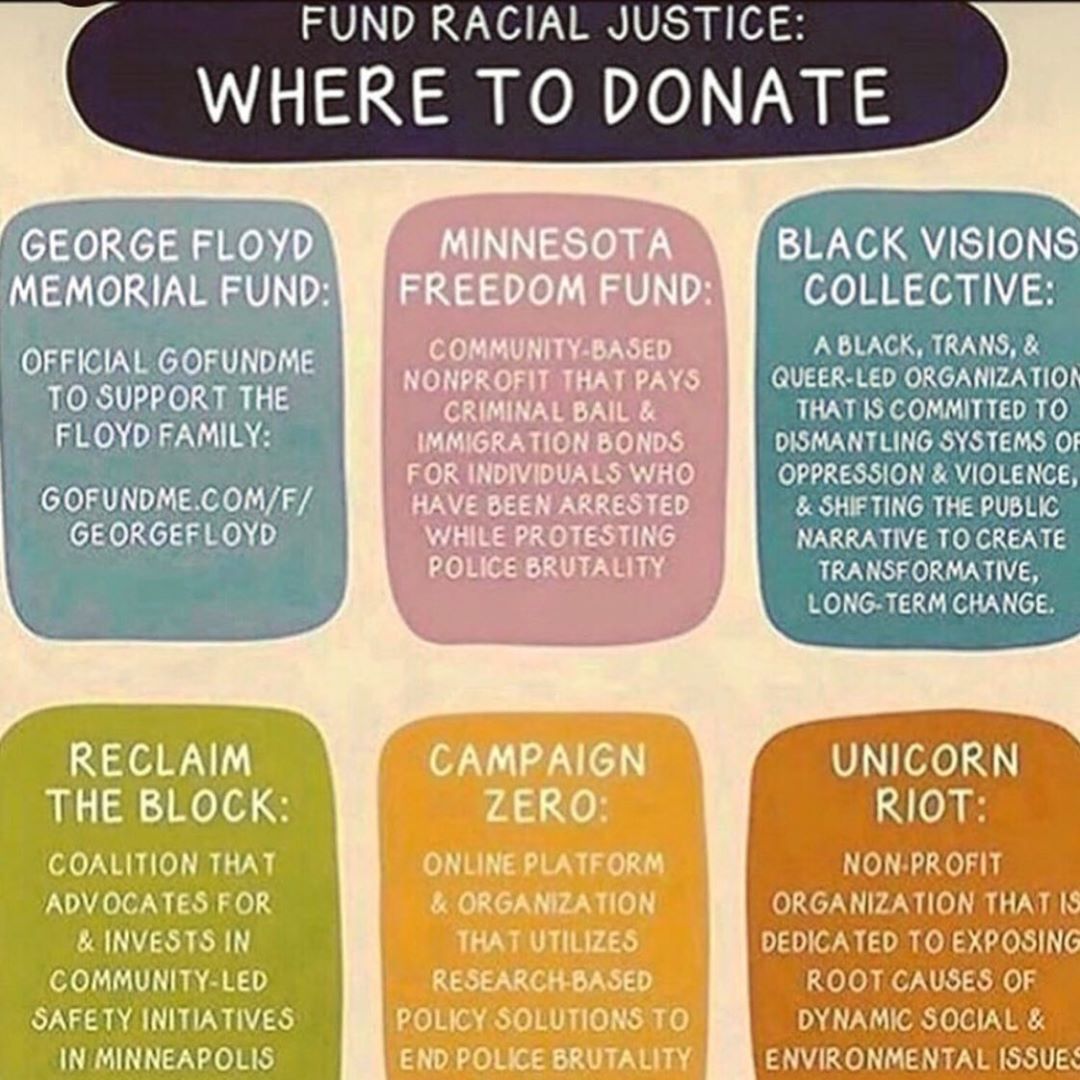 FUND RACIAL JUSTICE:
WHERE TO DONATE
GEORGE FLOYD
MEMORIAL FUND:
OFFICIAL GOFUNDME
TO SUPPORT THE
FLOYD FAMILY:
GOFUNDME.COM/F/
GEORGEFLOYD
MINNESOTA
FREEDOM FUND:
COMMUNITY-BASED
NONPROFIT THAT PAYS
CRIMINAL BAIL &
IMMIGRATION BONDS
FOR INDIVIDUALS WHO
HAVE BEEN ARRESTED
WHILE PROTESTING
POLICE BRUTALITY
BLACK VISIONS
COLLECTIVE:
A BLACK, TRANS, &
QUEER-LED ORGANIZATION
THAT IS COMMITTED TO
DISMANTLING SYSTEMS OF
OPPRESSION & VIOLENCE,
& SHIFTING THE PUBLIC
NARRATIVE TO CREATE
TRANSFORMATIVE,
LONG-TERM CHANGE.
RECLAIM
THE BLOCK:
COALITION THAT
ADVOCATES FOR
& INVESTS IN
COMMUNITY-LED
SAFETY INITIATIVES
IN MINNEAPOLIS
CAMPAIGN
ZERO:
ONLINE PLATFORM
& ORGANIZATION
THAT UTILIZES
RESEARCH-BASED
POLICY SOLUTIONS TO
END POLICE BRUTALITY
UNICORN
RIOT:
NON-PROFIT
ORGANIZATION THAT IS
DEDICATED TO EXPOSING
ROOT CAUSES OF
DYNAMIC SOCIAL &
ENVIRONMENTAL ISSUES